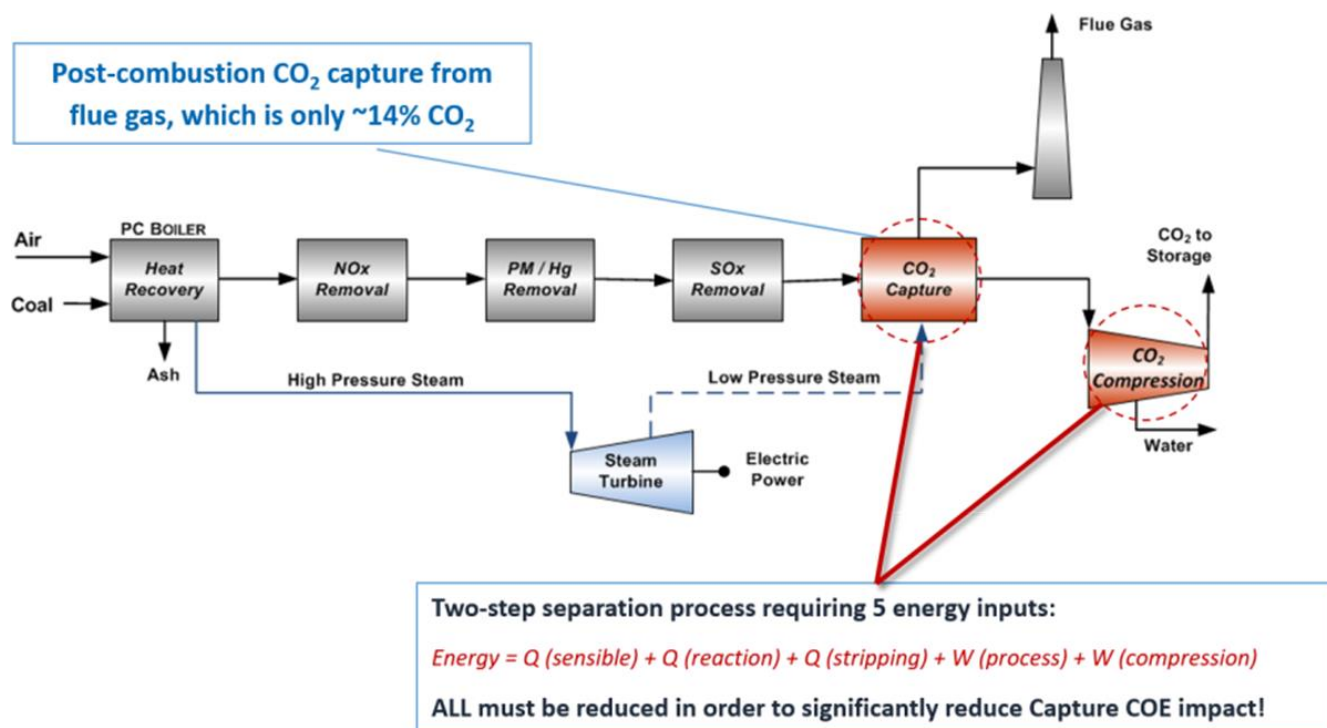 Flue Gas
Post-combustion CO₂ capture from
flue gas, which is only ~14% CO₂
PC BOILER
Air
Coal
Heat
Recovery
NOx
Removal
PM / Hg
Removal
SOx
Removal
CO₂
Capture
CO₂ to
Storage
CO₂
Compression
Ash
High Pressure Steam
Low Pressure Steam
Water
Steam
Turbine
Electric
Power
Two-step separation process requiring 5 energy inputs:
Energy = Q (sensible) + Q (reaction) + Q (stripping) + W (process) + W (compression)
ALL must be reduced in order to significantly reduce Capture COE impact!